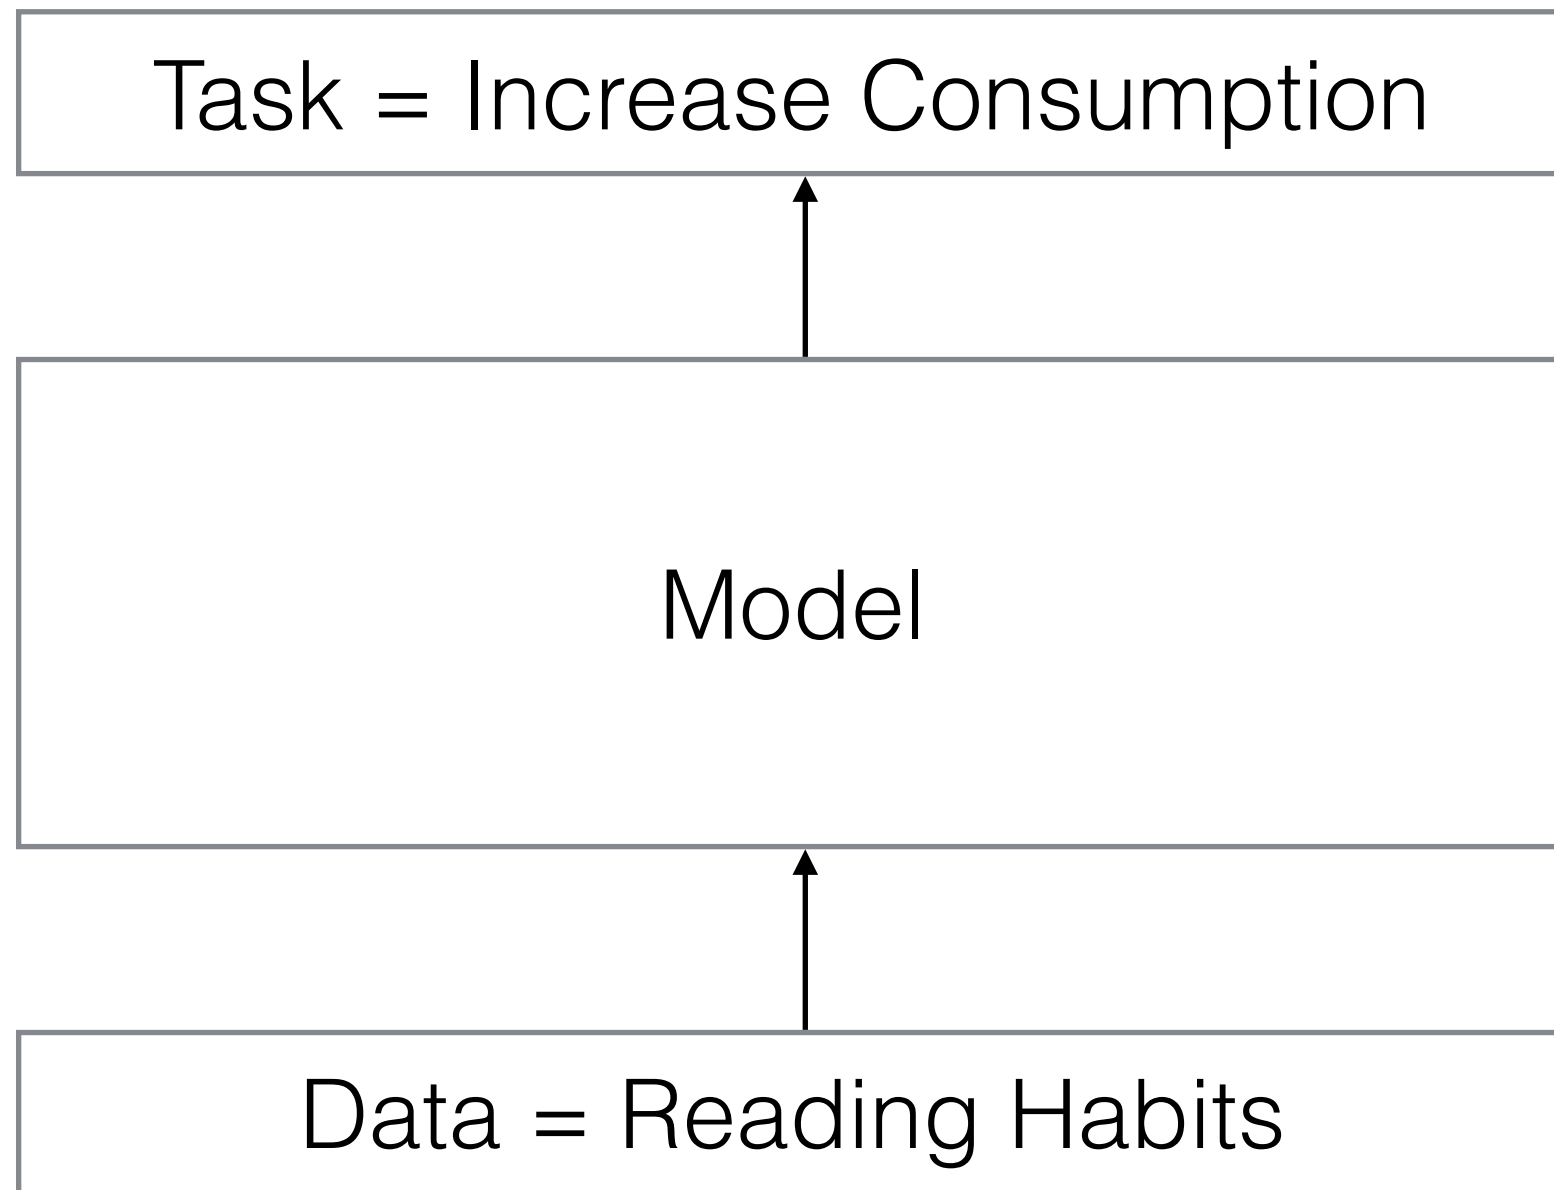 Task = Increase Consumption
Model
Data = Reading Habits